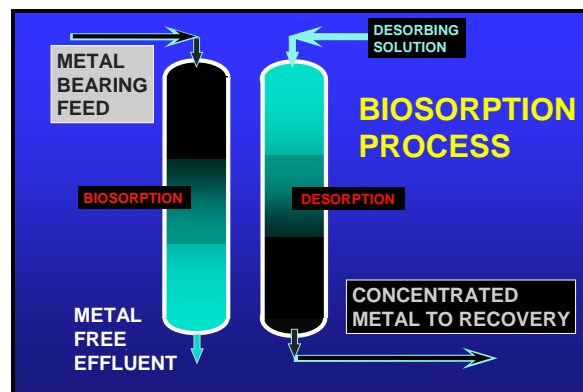 METAL
BEARING
FEED
DESORBING
SOLUTION
BIOSORPTION
PROCESS
BIOSORPTION
DESORPTION
METAL
FREE
EFFLUENT
CONCENTRATED
METAL TO RECOVERY